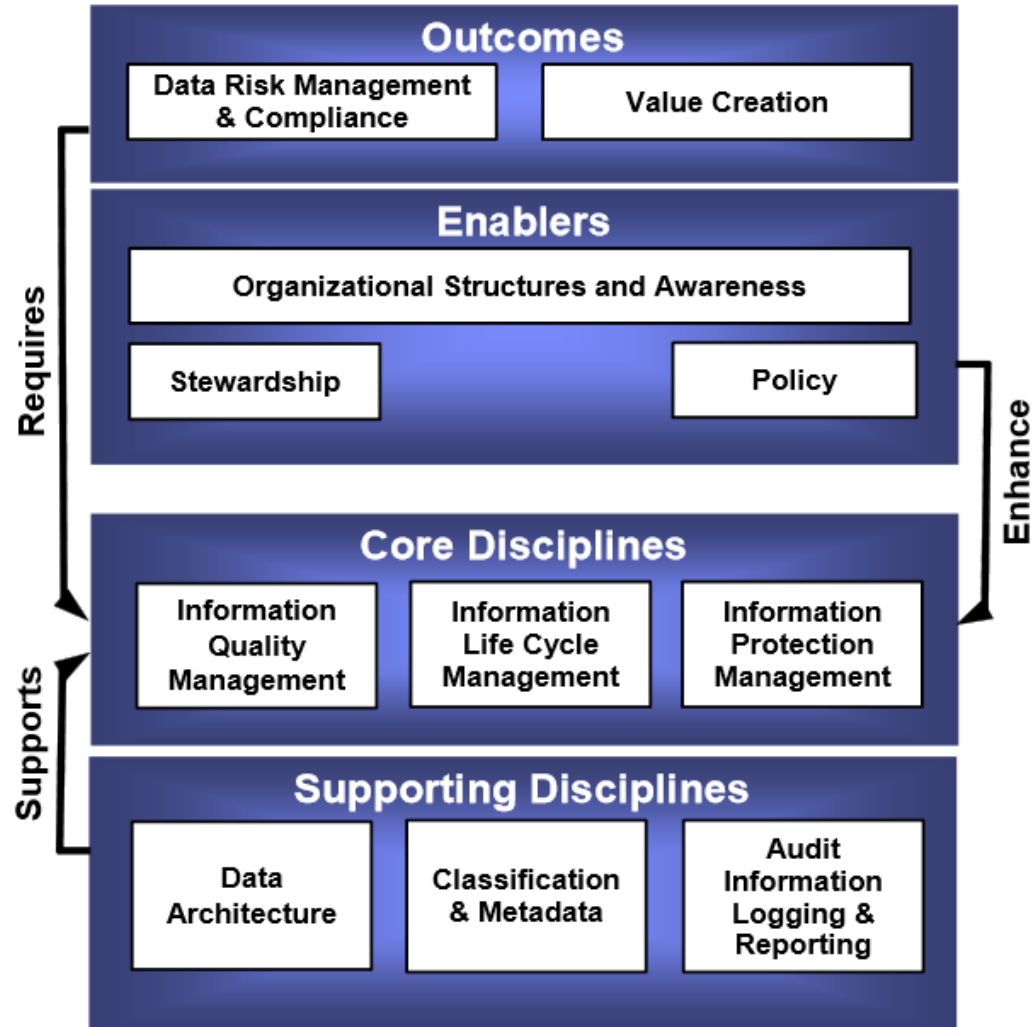 Outcomes
Data Risk Management
& Compliance
Value Creation
Requires
Enablers
Organizational Structures and Awareness
Stewardship
Policy
Enhance
Core Disciplines
Information
Quality
Management
Information
Life Cycle
Management
Information
Protection
Management
Supports
Supporting Disciplines
Data
Architecture
Classification
& Metadata
Audit
Information
Logging &
Reporting